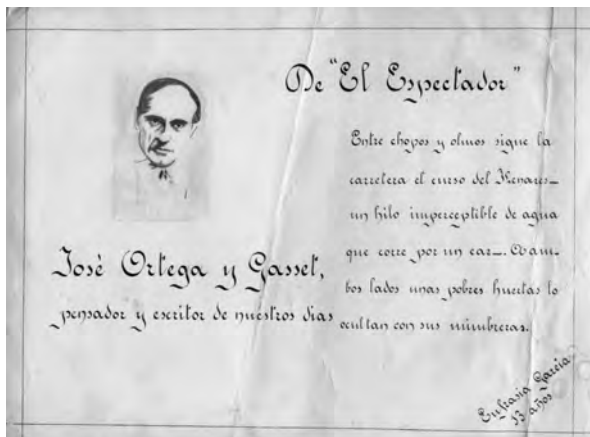 De "El Espectador"
Entre chopos y olmos sigue la
carretera el curso del Henares—
un hilo imperceptible de agua
que corre por un car—. A am-
bos lados unas pobres huertas lo
ocultan con sus mimbreras.
José Ortega y Gasset,
pensador y escritor de nuestros dias
Eufrasia García
13 años